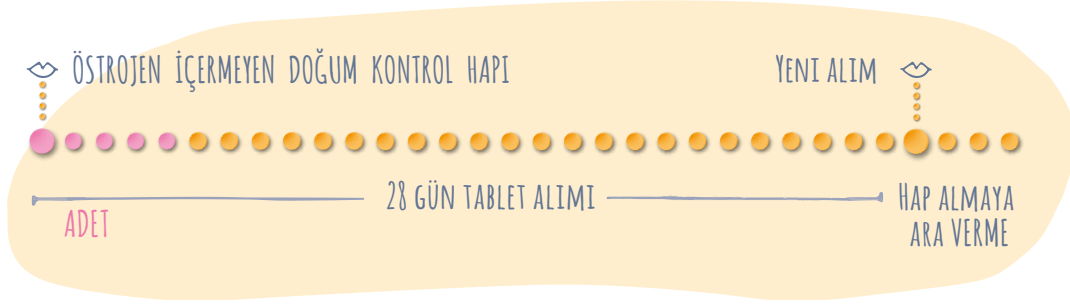 ÖSTROJEN İÇERMEYEN DOĞUM KONTROL HAPI
YENİ ALIM
28 GÜN TABLET ALIMI
HAP ALMAYA
ARA VERME
ADET